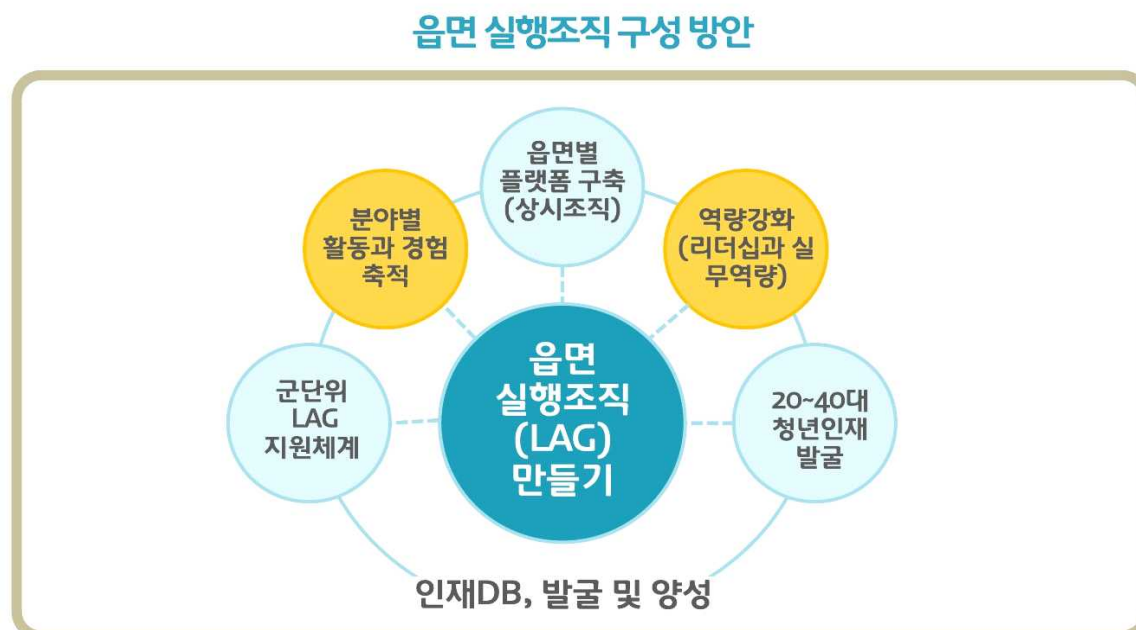 읍면 실행조직 구성 방안
읍면별
플랫폼 구축
(상시조직)
분야별
활동과 경험
축적
역량강화
(리더십과 실
무역량)
군단위
LAG
지원체계
읍면
실행조직
(LAG)
만들기
20~40대
청년인재
발굴
인재DB, 발굴 및 양성